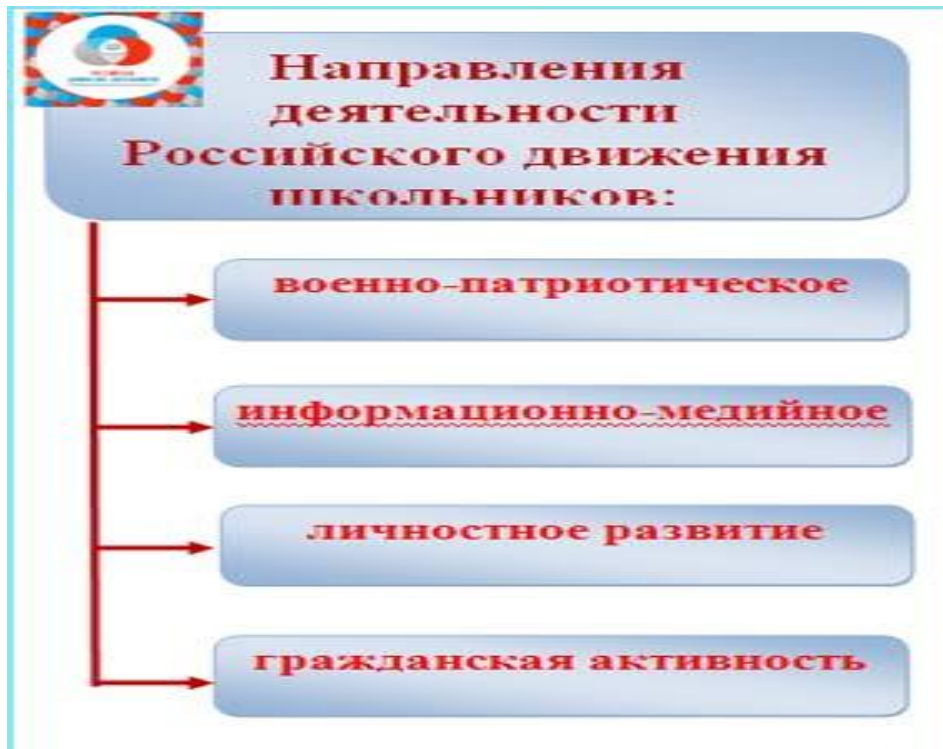 Направления
деятельности
Российского движения
школьников:
военно-патриотическое
информационно-медийное
личностное развитие
гражданская активность